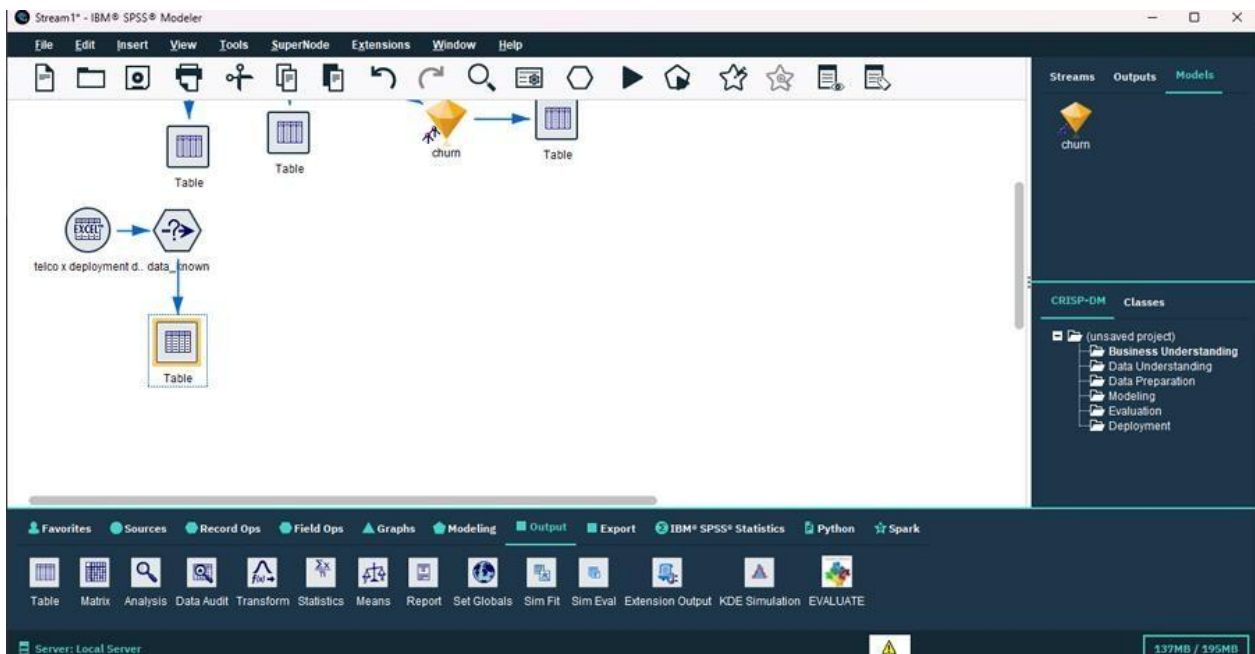 Stream1* - IBM® SPSS® Modeler
File Edit Insert View Tools SuperNode Extensions Window Help
Streams Outputs Models
churn
Table
Table
churn
Table
EXCEL
-?->
telco x deployment d.. data_known
Table
CRISP-DM Classes
(unsaved project)
Business Understanding
Data Understanding
Data Preparation
Modeling
Evaluation
Deployment
Favorites Sources Record Ops Field Ops Graphs Modeling Output Export IBM® SPSS® Statistics Python Spark
Table Matrix Analysis Data Audit Transform Statistics Means Report Set Globals Sim Fit Sim Eval Extension Output KDE Simulation EVALUATE
Server: Local Server
137MB / 195MB